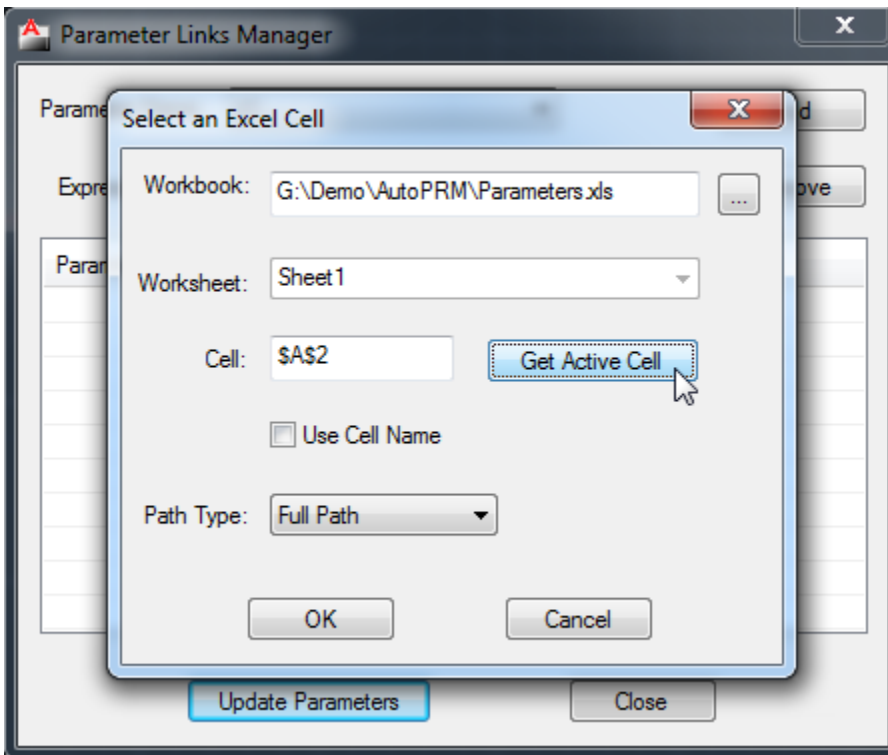 Parameter Links Manager
Select an Excel Cell
Workbook: G:\Demo\AutoPRM\Parameters.xls ...
Worksheet: Sheet1
Cell: $A$2 Get Active Cell
Use Cell Name
Path Type: Full Path
OK Cancel
Update Parameters Close